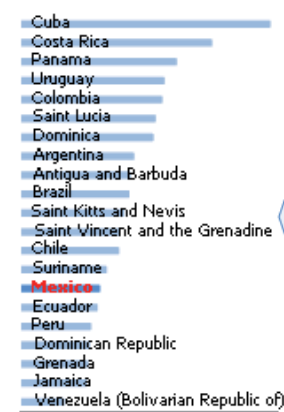 Cuba
Costa Rica
Panama
Uruguay
Colombia
Saint Lucia
Dominica
Argentina
Antigua and Barbuda
Brazil
Saint Kitts and Nevis
Saint Vincent and the Grenadine
Chile
Suriname
Mexico
Ecuador
Peru
Dominican Republic
Grenada
Jamaica
Venezuela (Bolivarian Republic of)